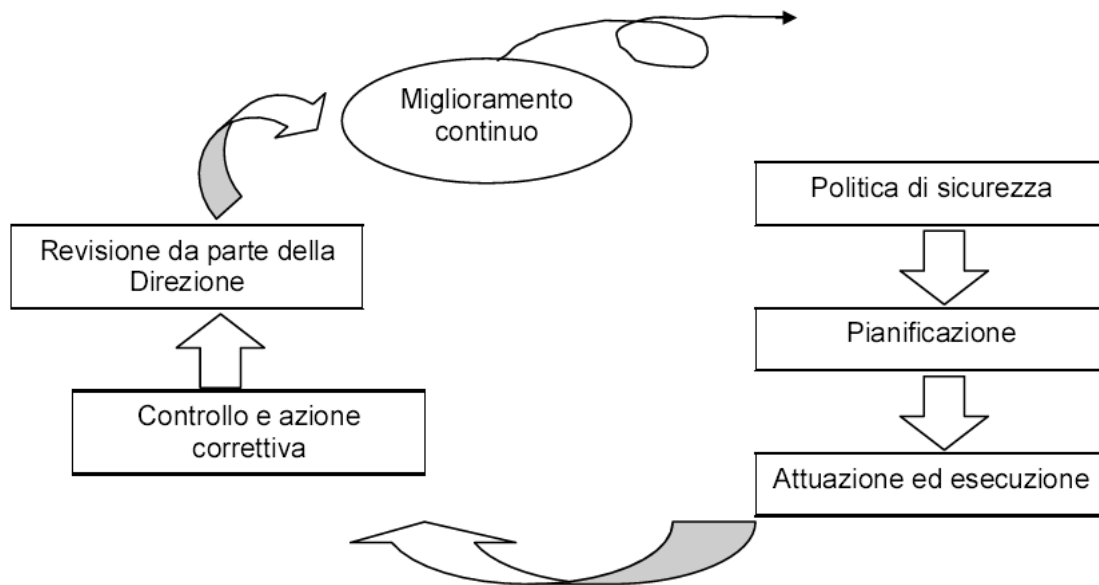 Miglioramento
continuo
Politica di sicurezza
Revisione da parte della
Direzione
Pianificazione
Controllo e azione
correttiva
Attuazione ed esecuzione